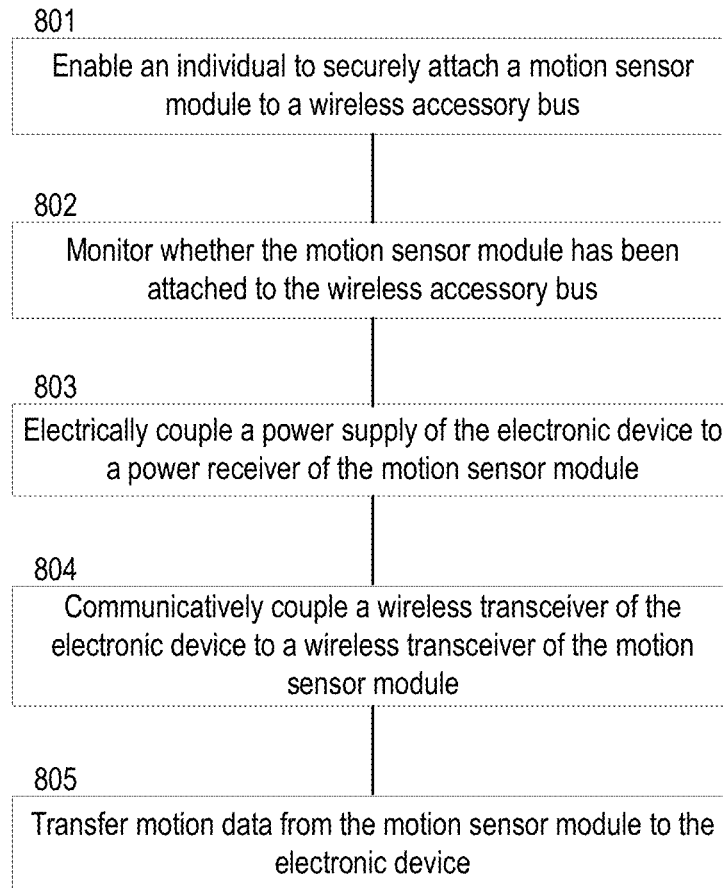 801
Enable an individual to securely attach a motion sensor
module to a wireless accessory bus
802
Monitor whether the motion sensor module has been
attached to the wireless accessory bus
803
Electrically couple a power supply of the electronic device to
a power receiver of the motion sensor module
804
Communicatively couple a wireless transceiver of the
electronic device to a wireless transceiver of the motion
sensor module
805
Transfer motion data from the motion sensor module to the
electronic device